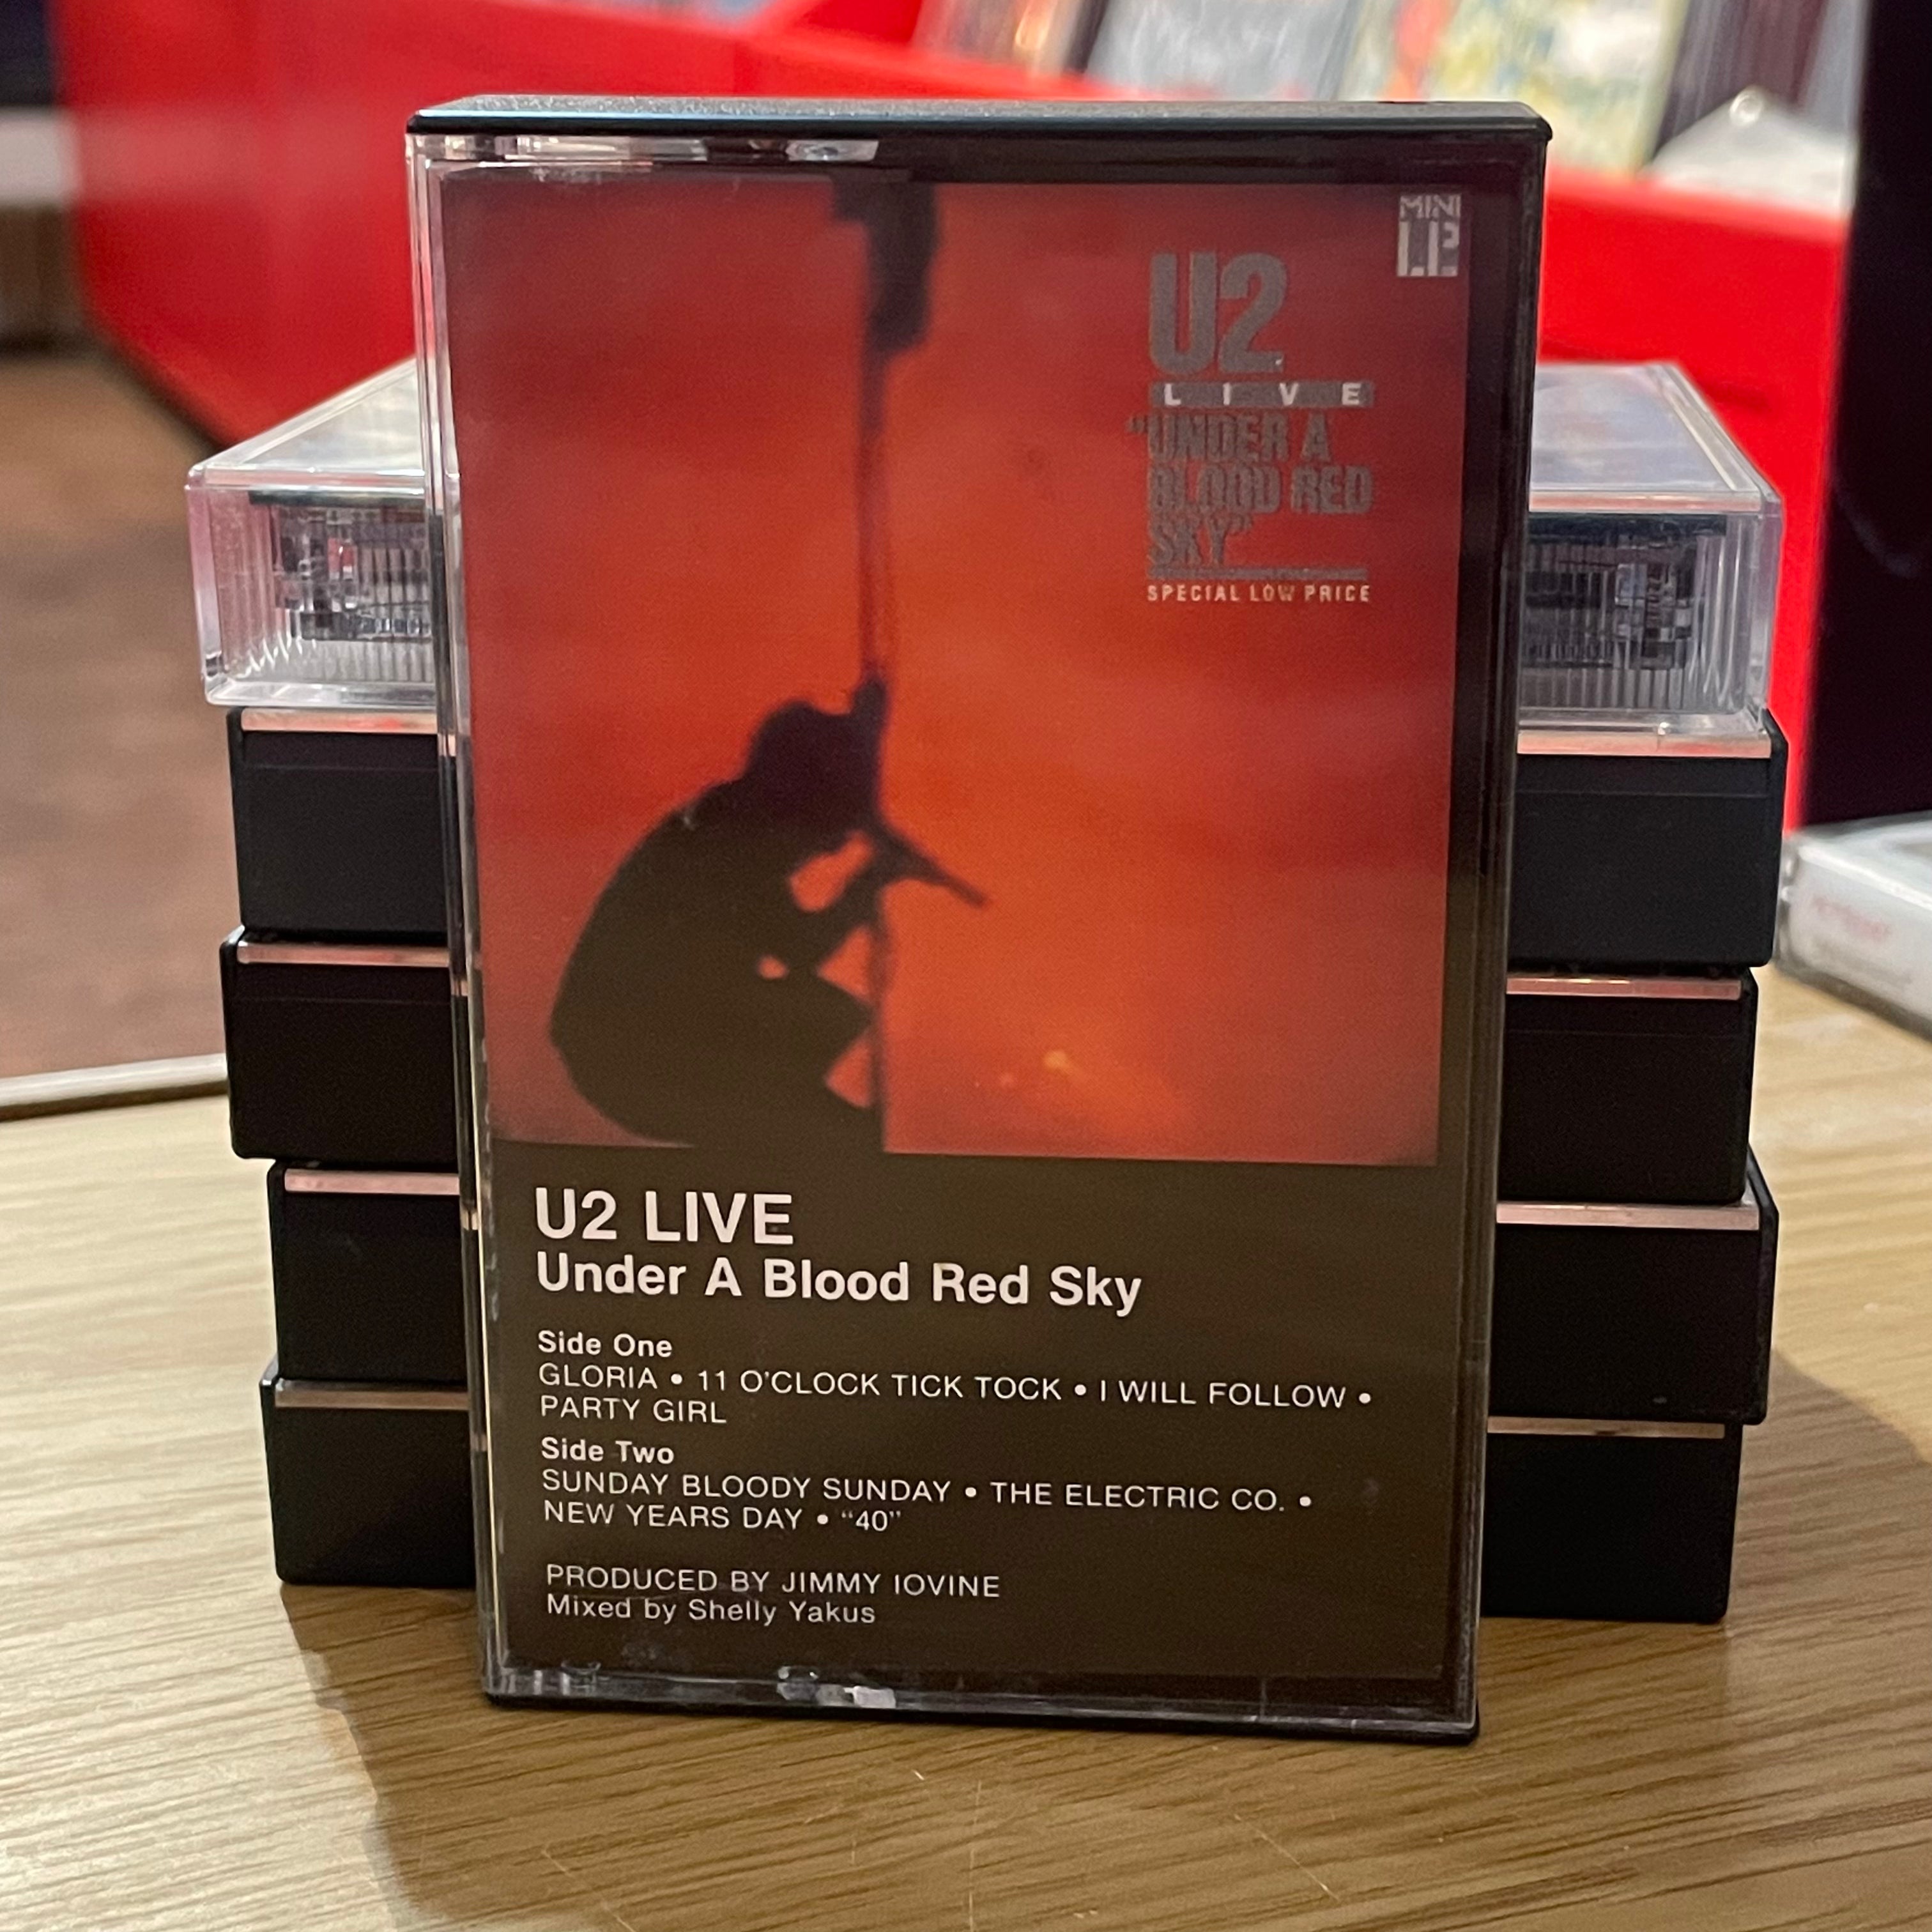 MINI
LP
U2
LIVE
"UNDER A
BLOOD RED
SKY"
SPECIAL LOW PRICE
U2 LIVE
Under A Blood Red Sky
Side One
GLORIA • 11 O'CLOCK TICK TOCK • I WILL FOLLOW •
PARTY GIRL
Side Two
SUNDAY BLOODY SUNDAY • THE ELECTRIC CO. •
NEW YEARS DAY • “40”
PRODUCED BY JIMMY IOVINE
Mixed by Shelly Yakus